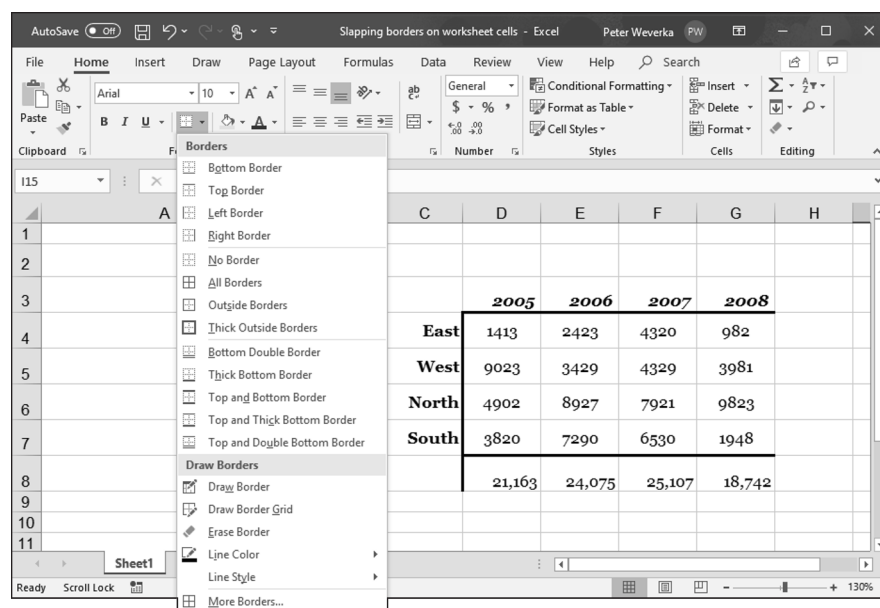 AutoSave Off Slapping borders on worksheet cells - Excel Peter Weverka PW
File Home Insert Draw Page Layout Formulas Data Review View Help Search
Paste
Arial 10 A A ab General Conditional Formatting Insert
B I U A $ % , Format as Table Delete
Cell Styles Format
Clipboard Number Styles Cells Editing
I15
Borders
Bottom Border
Top Border
Left Border
Right Border
No Border
All Borders
Outside Borders
Thick Outside Borders
Bottom Double Border
Thick Bottom Border
Top and Bottom Border
Top and Thick Bottom Border
Top and Double Bottom Border
Draw Borders
Draw Border
Draw Border Grid
Erase Border
Line Color
Line Style
More Borders...
A C D E F G H
1
2
3 2005 2006 2007 2008
4 East 1413 2423 4320 982
5 West 9023 3429 4329 3981
6 North 4902 8927 7921 9823
7 South 3820 7290 6530 1948
8 21,163 24,075 25,107 18,742
9
10
11
Sheet1
Ready Scroll Lock 130%